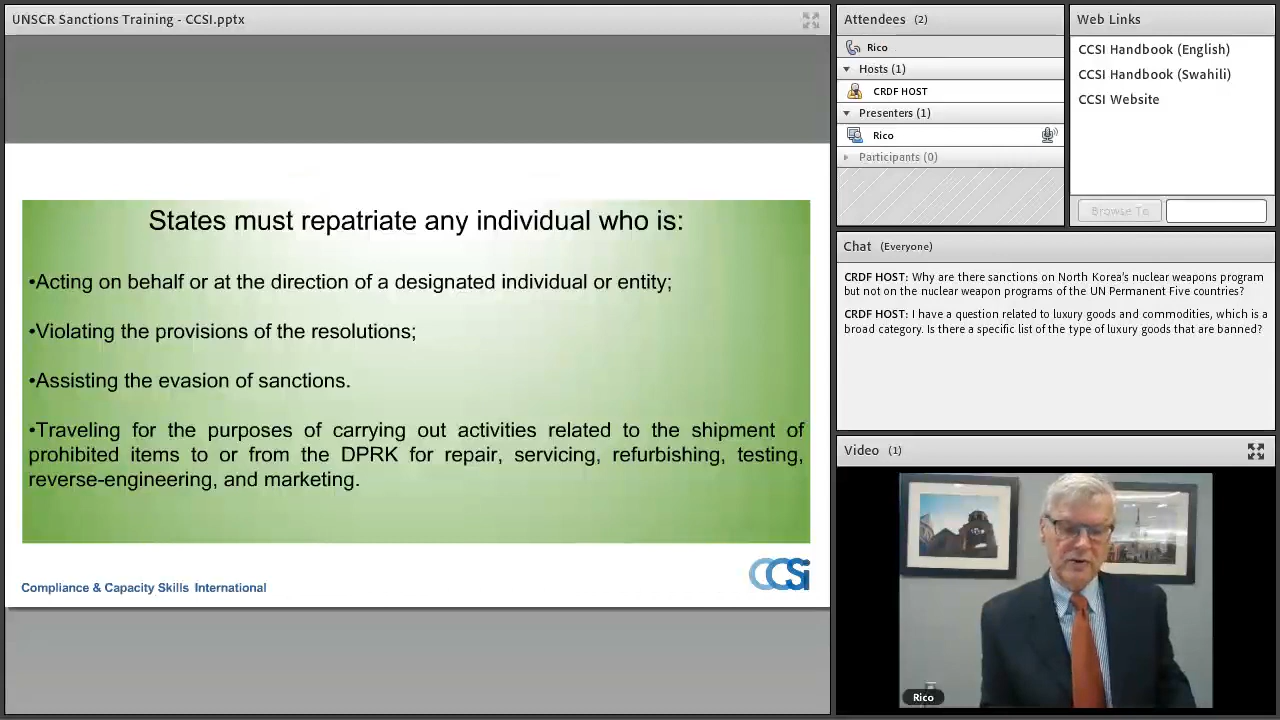 UNSCR Sanctions Training - CCSI.pptx
States must repatriate any individual who is:
•Acting on behalf or at the direction of a designated individual or entity;
•Violating the provisions of the resolutions;
•Assisting the evasion of sanctions.
•Traveling for the purposes of carrying out activities related to the shipment of
prohibited items to or from the DPRK for repair, servicing, refurbishing, testing,
reverse-engineering, and marketing.
Compliance & Capacity Skills International
CCSi
Attendees (2)
Rico
Hosts (1)
CRDF HOST
Presenters (1)
Rico
Participants (0)
Web Links
CCSI Handbook (English)
CCSI Handbook (Swahili)
CCSI Website
Browse To
Chat (Everyone)
CRDF HOST: Why are there sanctions on North Korea's nuclear weapons program
but not on the nuclear weapon programs of the UN Permanent Five countries?
CRDF HOST: I have a question related to luxury goods and commodities, which is a
broad category. Is there a specific list of the type of luxury goods that are banned?
Video (1)
Rico